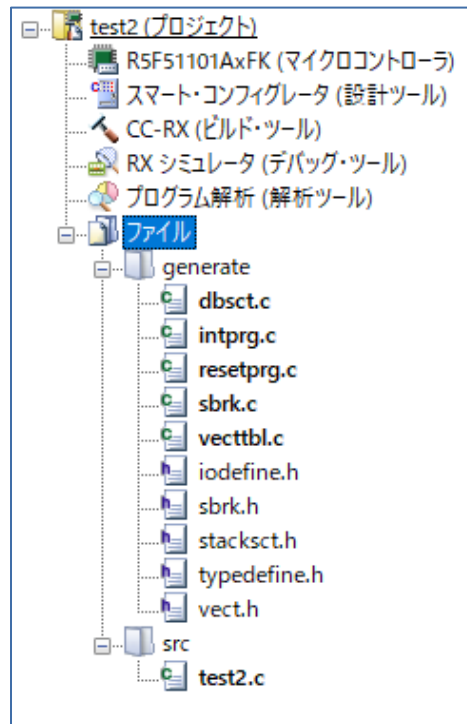 test2 (プロジェクト)
R5F51101AxFK (マイクロコントローラ)
スマート・コンフィグレータ (設計ツール)
CC-RX (ビルド・ツール)
RX シミュレータ (デバッグ・ツール)
プログラム解析 (解析ツール)
ファイル
generate
dbsct.c
intprg.c
resetprg.c
sbrk.c
vecttbl.c
iodefine.h
sbrk.h
stacksct.h
typedefine.h
vect.h
src
test2.c